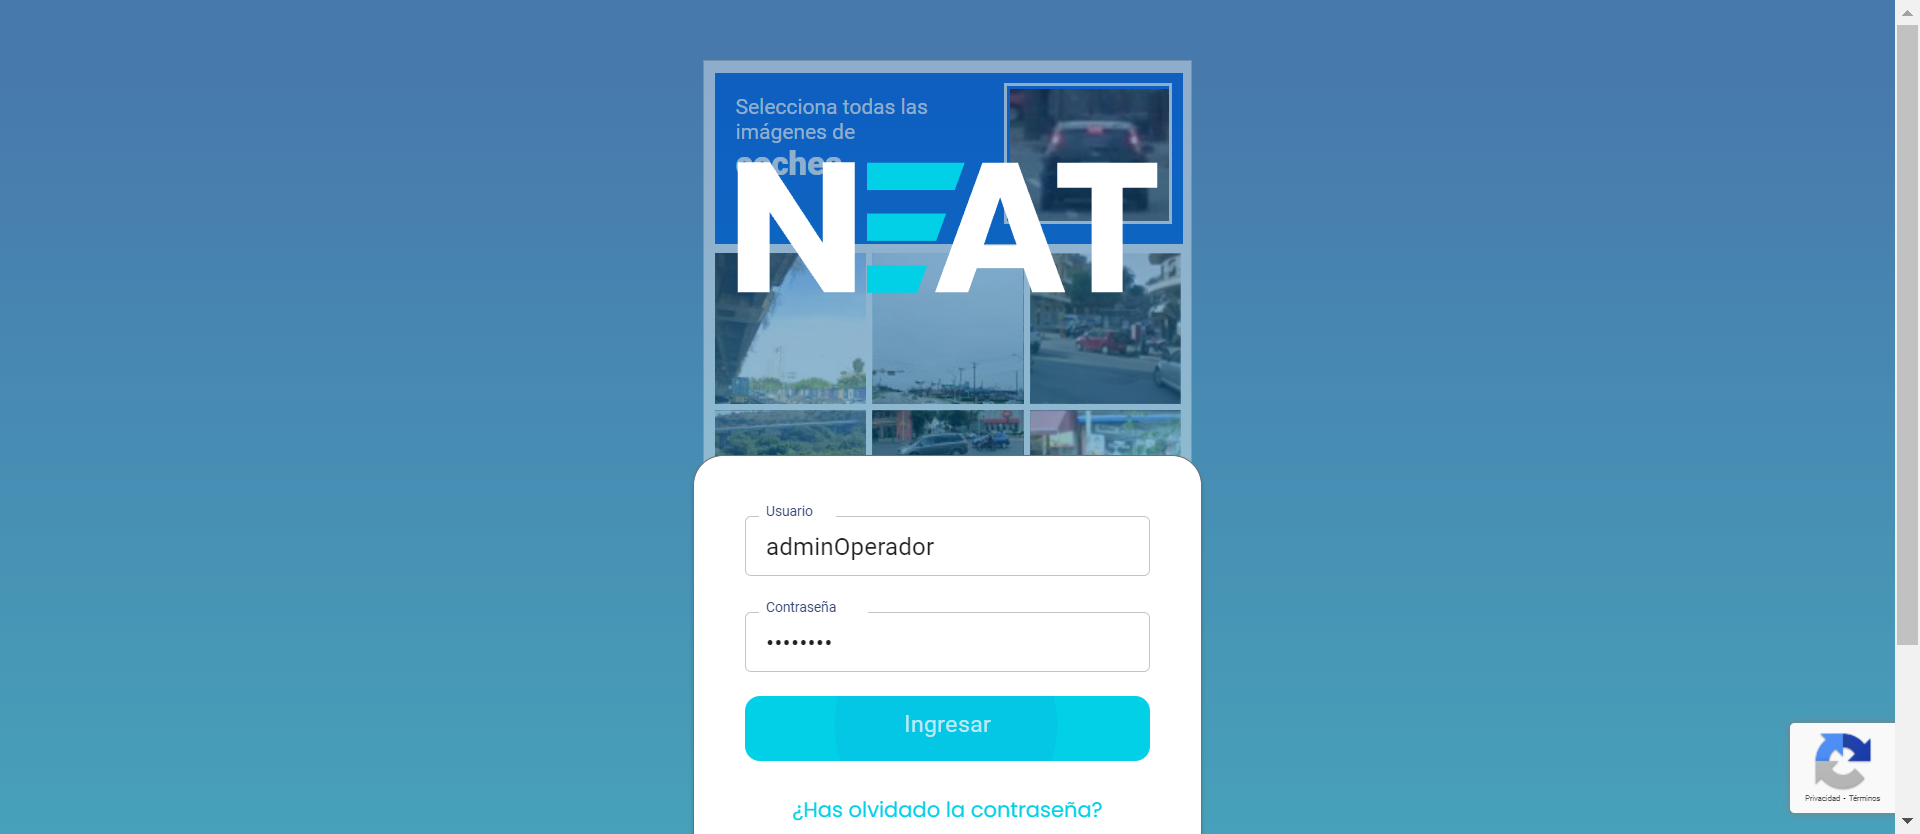 Selecciona todas las
imágenes de
coches
NEAT
Usuario
adminOperador
Contraseña
••••••••
Ingresar
¿Has olvidado la contraseña?
Privacidad - Términos